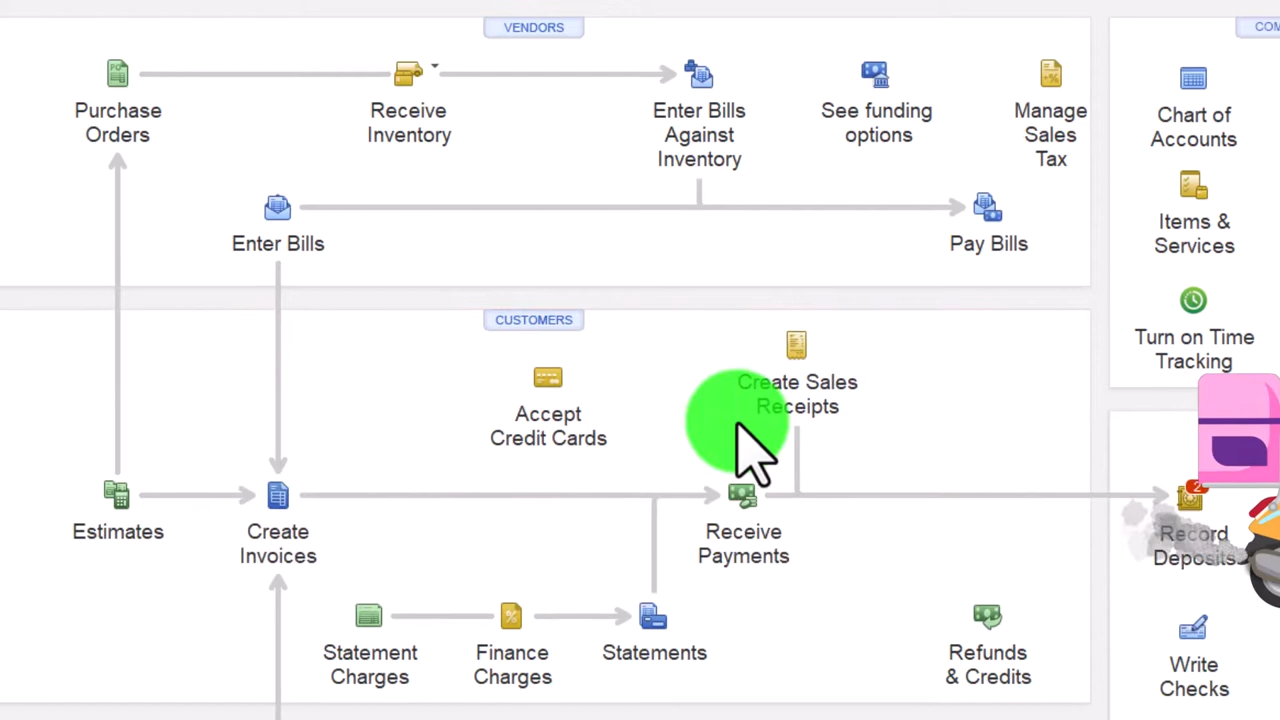 VENDORS
COM
Purchase
Orders
Receive
Inventory
Enter Bills
Against
Inventory
See funding
options
Manage
Sales
Tax
Chart of
Accounts
Enter Bills
Pay Bills
Items &
Services
CUSTOMERS
Turn on Time
Tracking
Accept
Credit Cards
Create Sales
Receipts
2
Estimates
Create
Invoices
Receive
Payments
Record
Deposits
Statement
Charges
Finance
Charges
Statements
Refunds
& Credits
Write
Checks